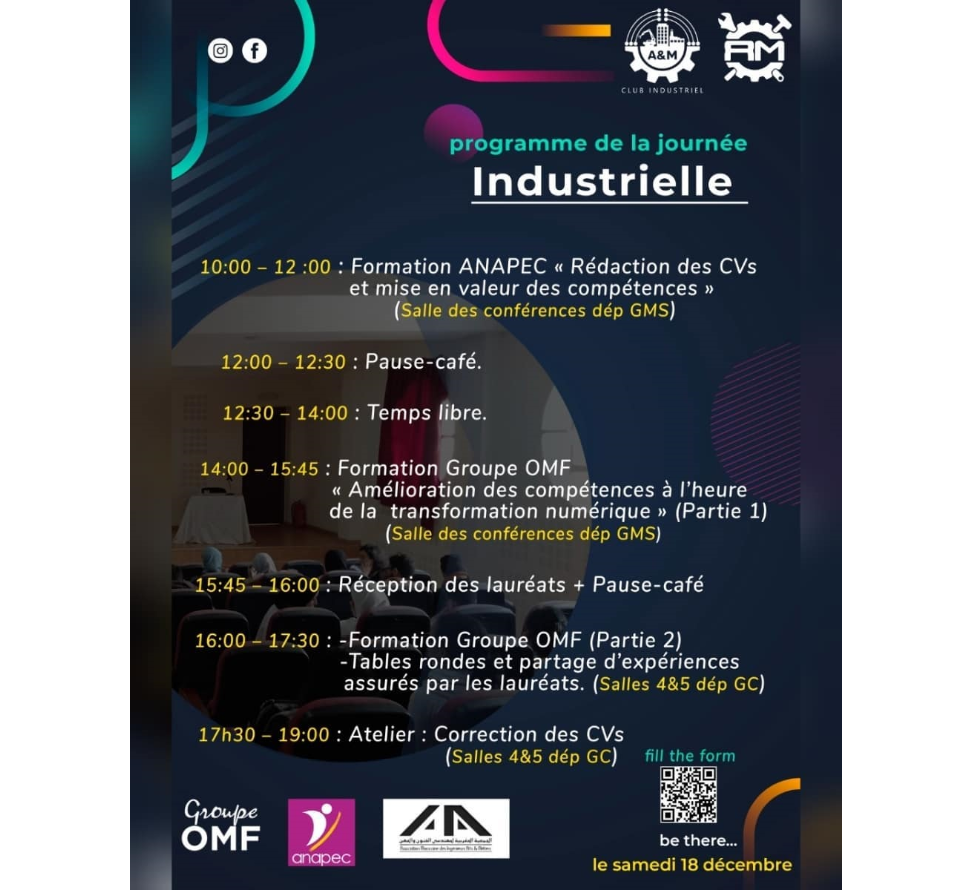 A&M
CLUB INDUSTRIEL
RM
programme de la journée
Industrielle
10:00 – 12 :00 : Formation ANAPEC « Rédaction des CVs
et mise en valeur des compétences »
(Salle des conférences dép GMS)
12:00 – 12:30 : Pause-café.
12:30 – 14:00 : Temps libre.
14:00 – 15:45 : Formation Groupe OMF
« Amélioration des compétences à l'heure
de la transformation numérique » (Partie 1)
(Salle des conférences dép GMS)
15:45 – 16:00 : Réception des lauréats + Pause-café
16:00 – 17:30 : -Formation Groupe OMF (Partie 2)
-Tables rondes et partage d'expériences
assurés par les lauréats. (Salles 4&5 dép GC)
17h30 – 19:00 : Atelier : Correction des CVs
(Salles 4&5 dép GC)
fill the form
be there...
le samedi 18 décembre
Groupe
OMF
anapec